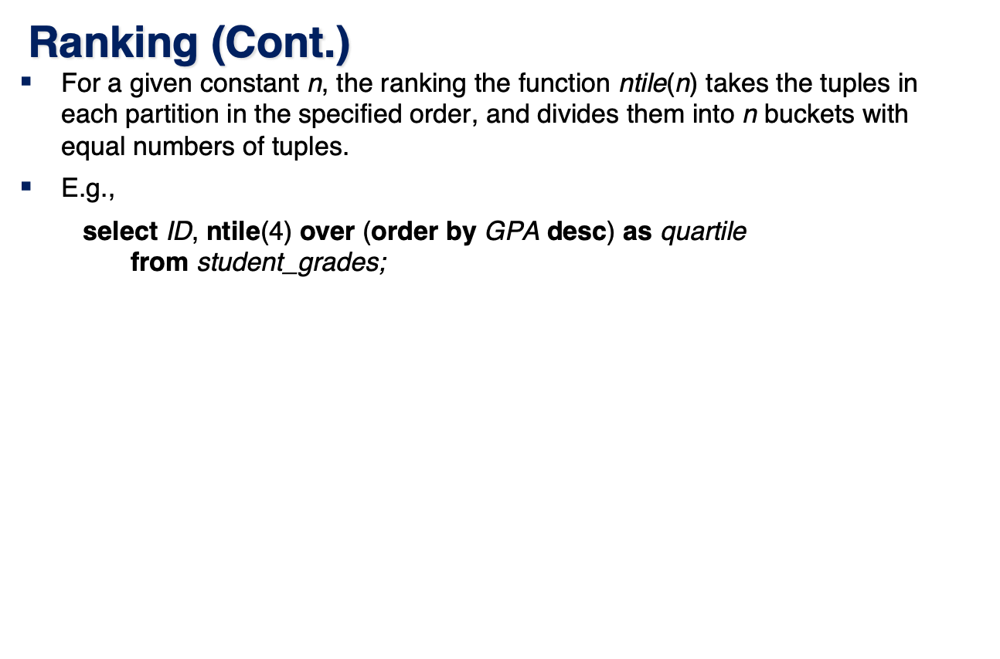 Ranking (Cont.)
For a given constant n, the ranking the function ntile(n) takes the tuples in
each partition in the specified order, and divides them into n buckets with
equal numbers of tuples.
E.g.,
select ID, ntile(4) over (order by GPA desc) as quartile
from student_grades;